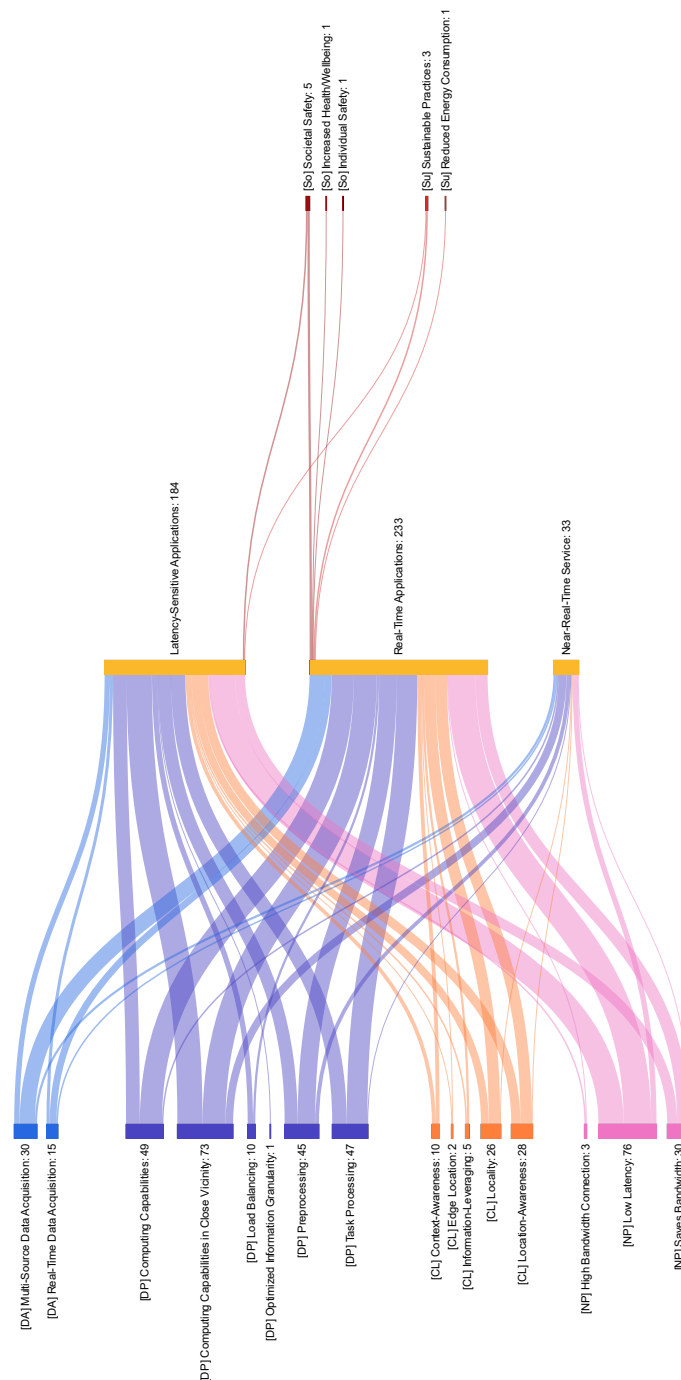 [So] Societal Safety: 5
[So] Increased Health/Wellbeing: 1
[So] Individual Safety: 1
[Su] Sustainable Practices: 3
[Su] Reduced Energy Consumption: 1
Latency-Sensitive Applications: 184
Real-Time Applications: 233
Near-Real-Time Service: 33
[DA] Multi-Source Data Acquisition: 30
[DA] Real-Time Data Acquisition: 15
[DP] Computing Capabilities: 49
[DP] Computing Capabilities in Close Vicinity: 73
[DP] Load Balancing: 10
[DP] Optimized Information Granularity: 1
[DP] Preprocessing: 45
[DP] Task Processing: 47
[CL] Context-Awareness: 10
[CL] Edge Location: 2
[CL] Information-Leveraging: 5
[CL] Locality: 26
[CL] Location-Awareness: 28
[NP] High Bandwidth Connection: 3
[NP] Low Latency: 76
[NP] Saves Bandwidth: 30